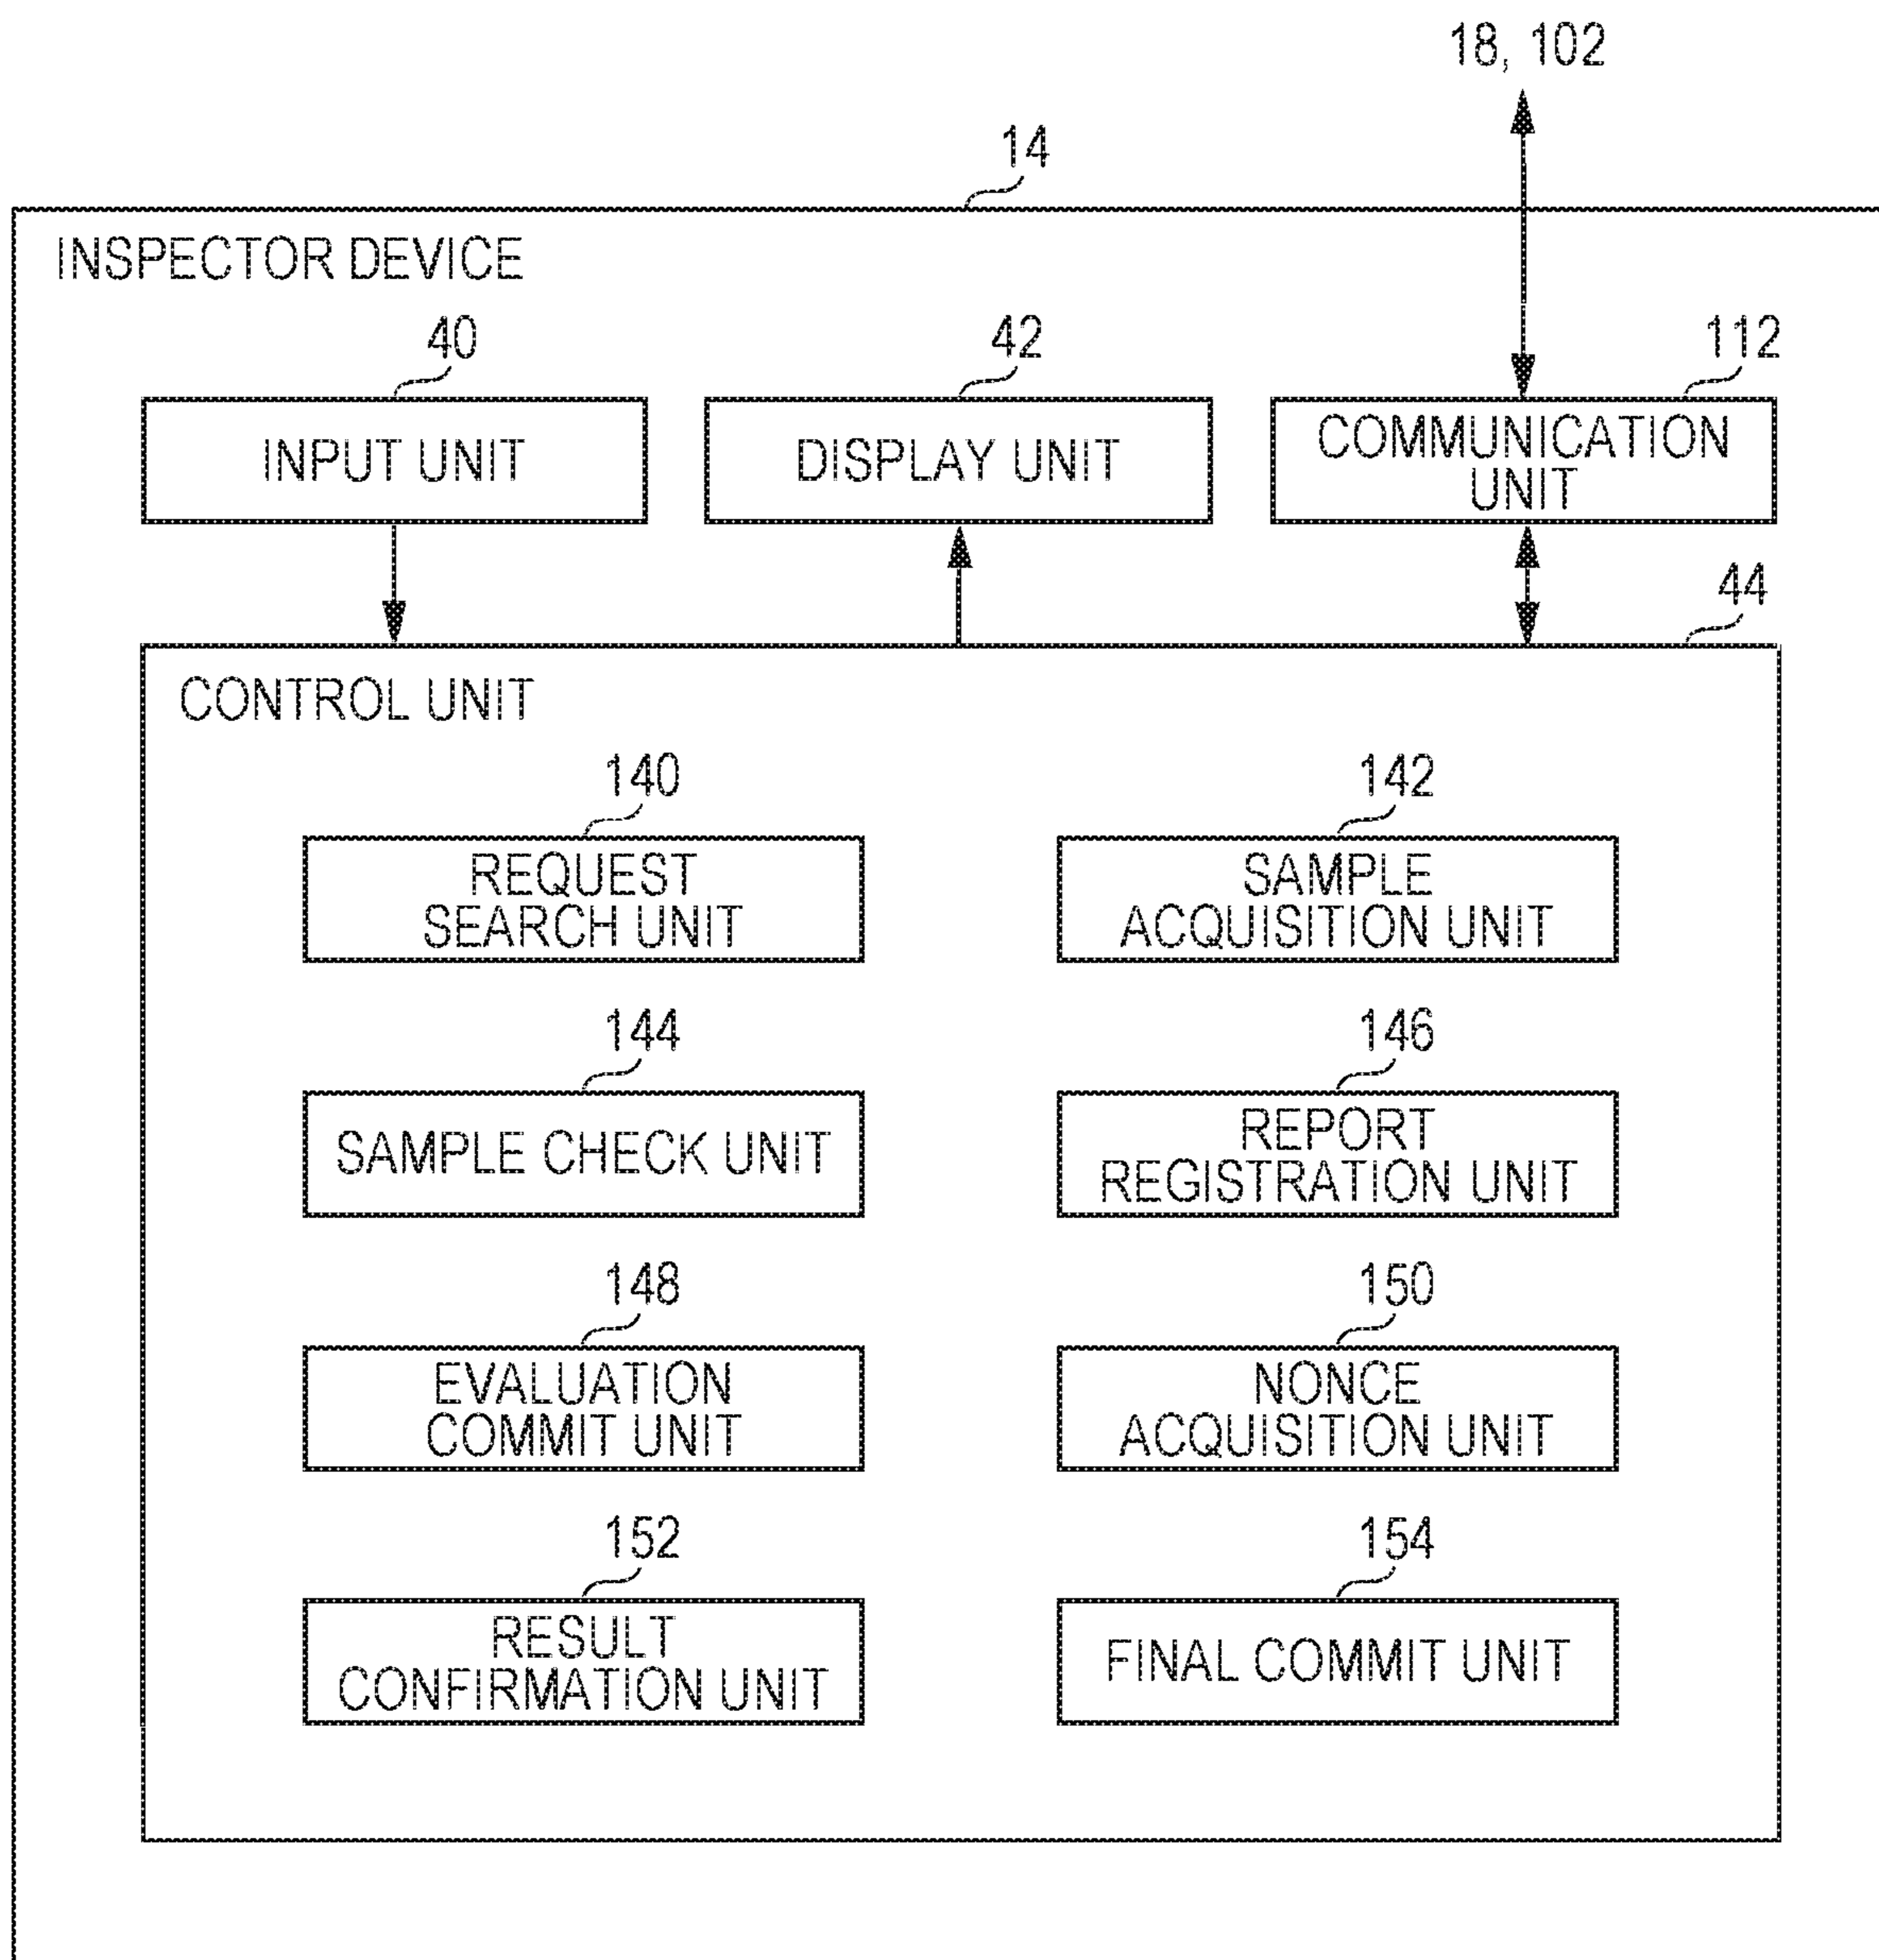 18, 102
14
INSPECTOR DEVICE
40
42
112
INPUT UNIT
DISPLAY UNIT
COMMUNICATION
UNIT
44
CONTROL UNIT
140
142
REQUEST
SEARCH UNIT
SAMPLE
ACQUISITION UNIT
144
146
SAMPLE CHECK UNIT
REPORT
REGISTRATION UNIT
148
150
EVALUATION
COMMIT UNIT
NONCE
ACQUISITION UNIT
152
154
RESULT
CONFIRMATION UNIT
FINAL COMMIT UNIT